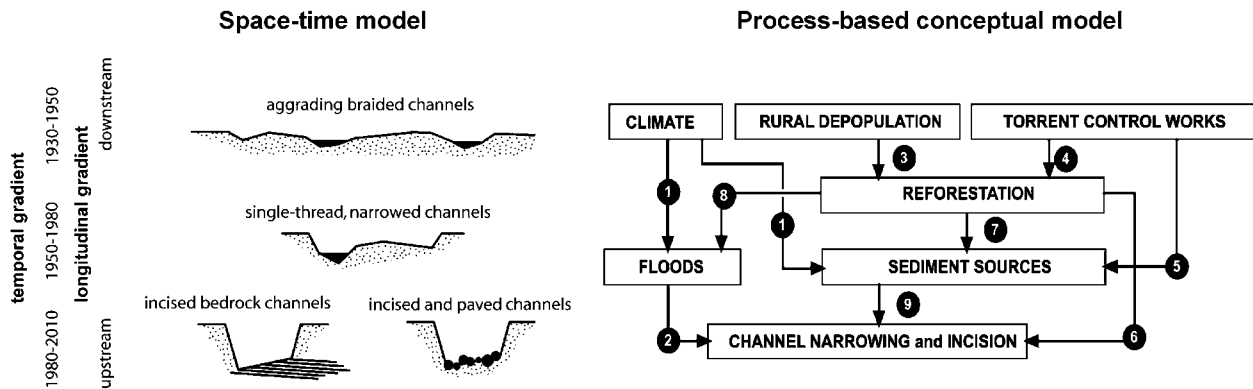 Space-time model
Process-based conceptual model
temporal gradient
longitudinal gradient
1930-1950
downstream
aggrading braided channels
1950-1980
single-thread, narrowed channels
1980-2010
upstream
incised bedrock channels
incised and paved channels
CLIMATE
RURAL DEPOPULATION
TORRENT CONTROL WORKS
3
4
1
8
REFORESTATION
1
7
FLOODS
SEDIMENT SOURCES
5
9
2
CHANNEL NARROWING and INCISION
6